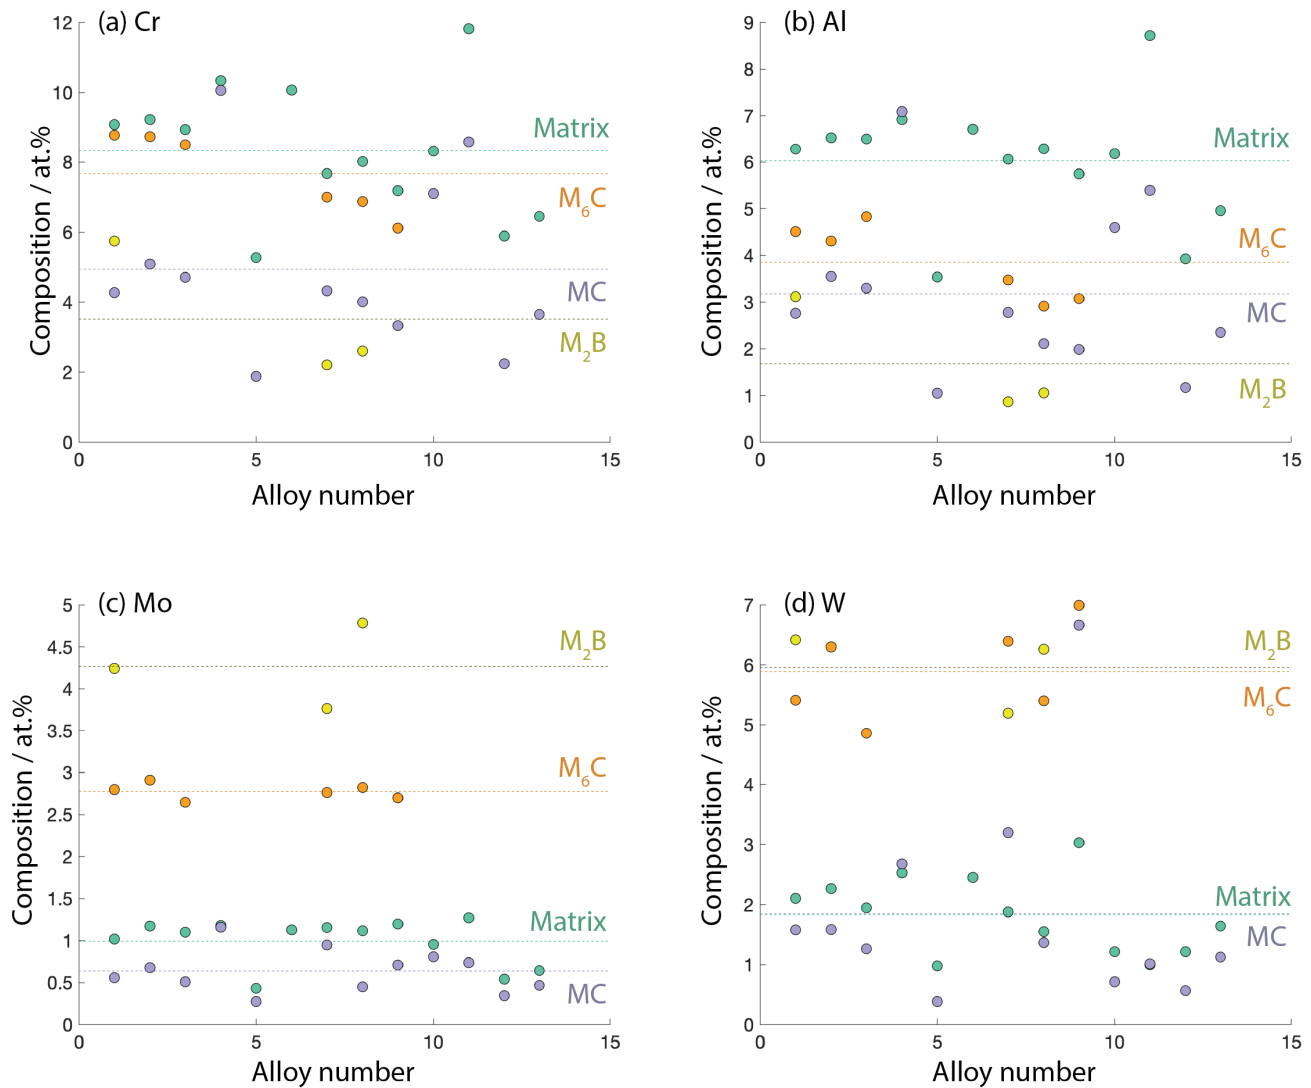 (a) Cr
12
10
8
6
4
2
0
0 5 10 15
Composition / at.%
Alloy number
Matrix
M₆C
MC
M₂B
(b) Al
9
8
7
6
5
4
3
2
1
0
0 5 10 15
Composition / at.%
Alloy number
Matrix
M₆C
MC
M₂B
(c) Mo
5
4.5
4
3.5
3
2.5
2
1.5
1
0.5
0
0 5 10 15
Composition / at.%
Alloy number
M₂B
M₆C
Matrix
MC
(d) W
7
6
5
4
3
2
1
0
0 5 10 15
Composition / at.%
Alloy number
M₂B
M₆C
Matrix
MC